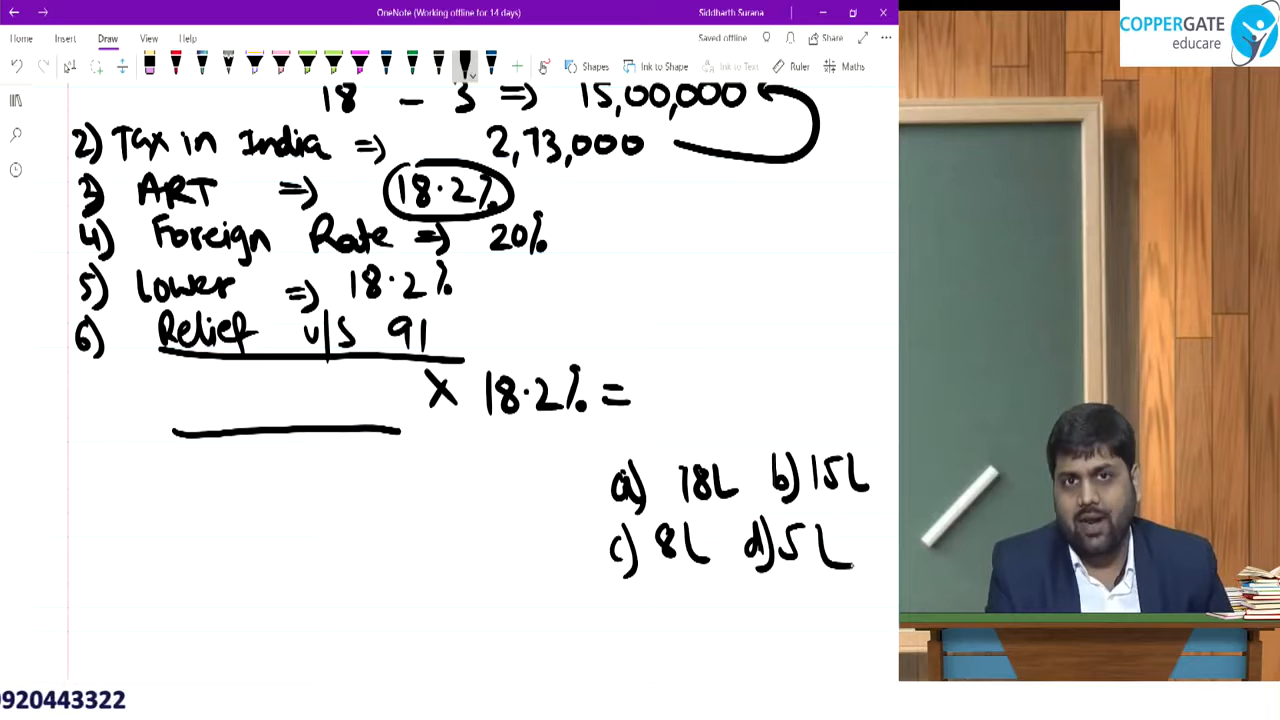 OneNote (Working offline for 14 days)
Siddharth Surana
COPPERGATE
educare
Home Insert Draw View Help
Saved offline
Share
Shapes
Ink to Shape
Ink to Text
Ruler
Maths
18 - 3 => 15,00,000
2) Tax in India => 2,73,000
3) ART => 18.2%
4) Foreign Rate => 20%
5) Lower => 18.2%
6) Relief u/s 91
X 18.2% =
a) 18L b) 15L
c) 8L d) 5L
9920443322